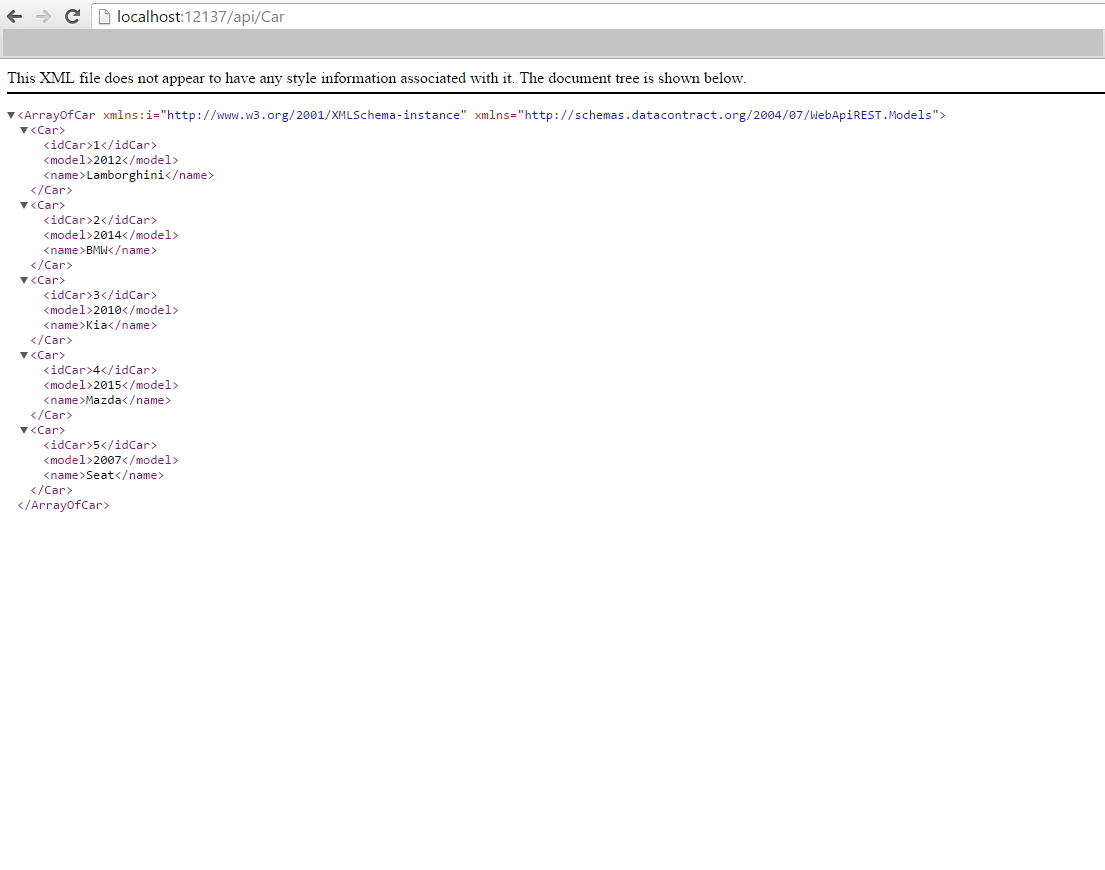 localhost:12137/api/Car
This XML file does not appear to have any style information associated with it. The document tree is shown below.
▼<ArrayOfCar xmlns:i="http://www.w3.org/2001/XMLSchema-instance" xmlns="http://schemas.datacontract.org/2004/07/WebApiREST.Models">
▼<Car>
<idCar>1</idCar>
<model>2012</model>
<name>Lamborghini</name>
</Car>
▼<Car>
<idCar>2</idCar>
<model>2014</model>
<name>BMW</name>
</Car>
▼<Car>
<idCar>3</idCar>
<model>2010</model>
<name>Kia</name>
</Car>
▼<Car>
<idCar>4</idCar>
<model>2015</model>
<name>Mazda</name>
</Car>
▼<Car>
<idCar>5</idCar>
<model>2007</model>
<name>Seat</name>
</Car>
</ArrayOfCar>